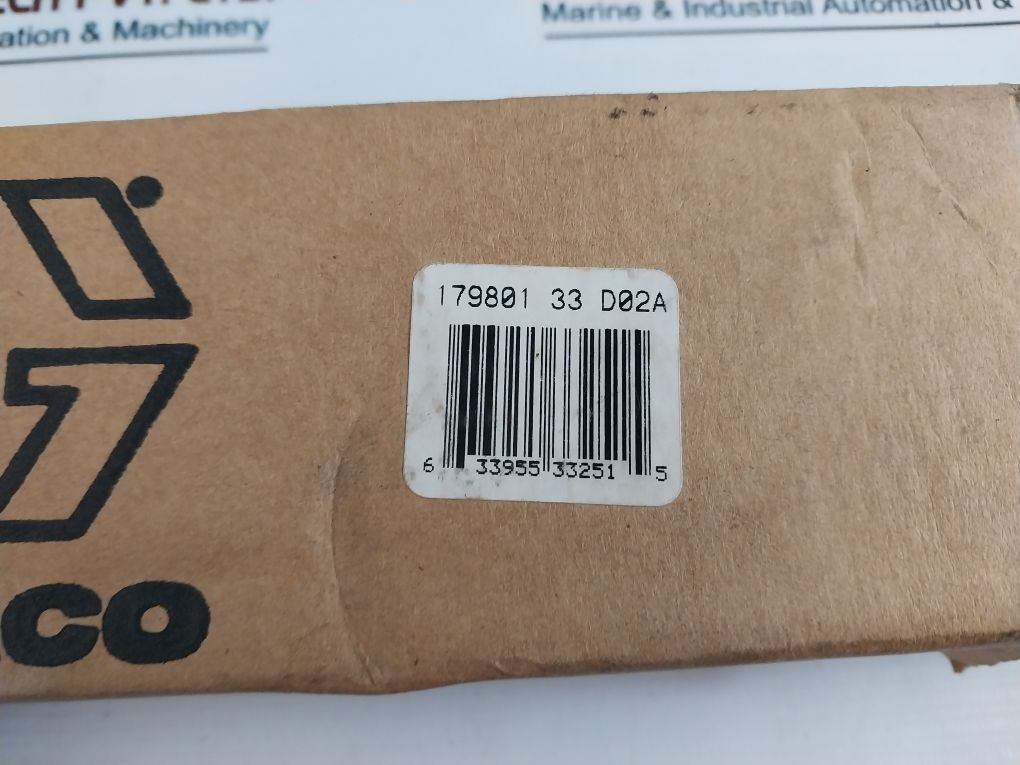 ation & Machinery
Marine & Industrial Automation &
179801 33 D02A
6 33955 33251 5
CO